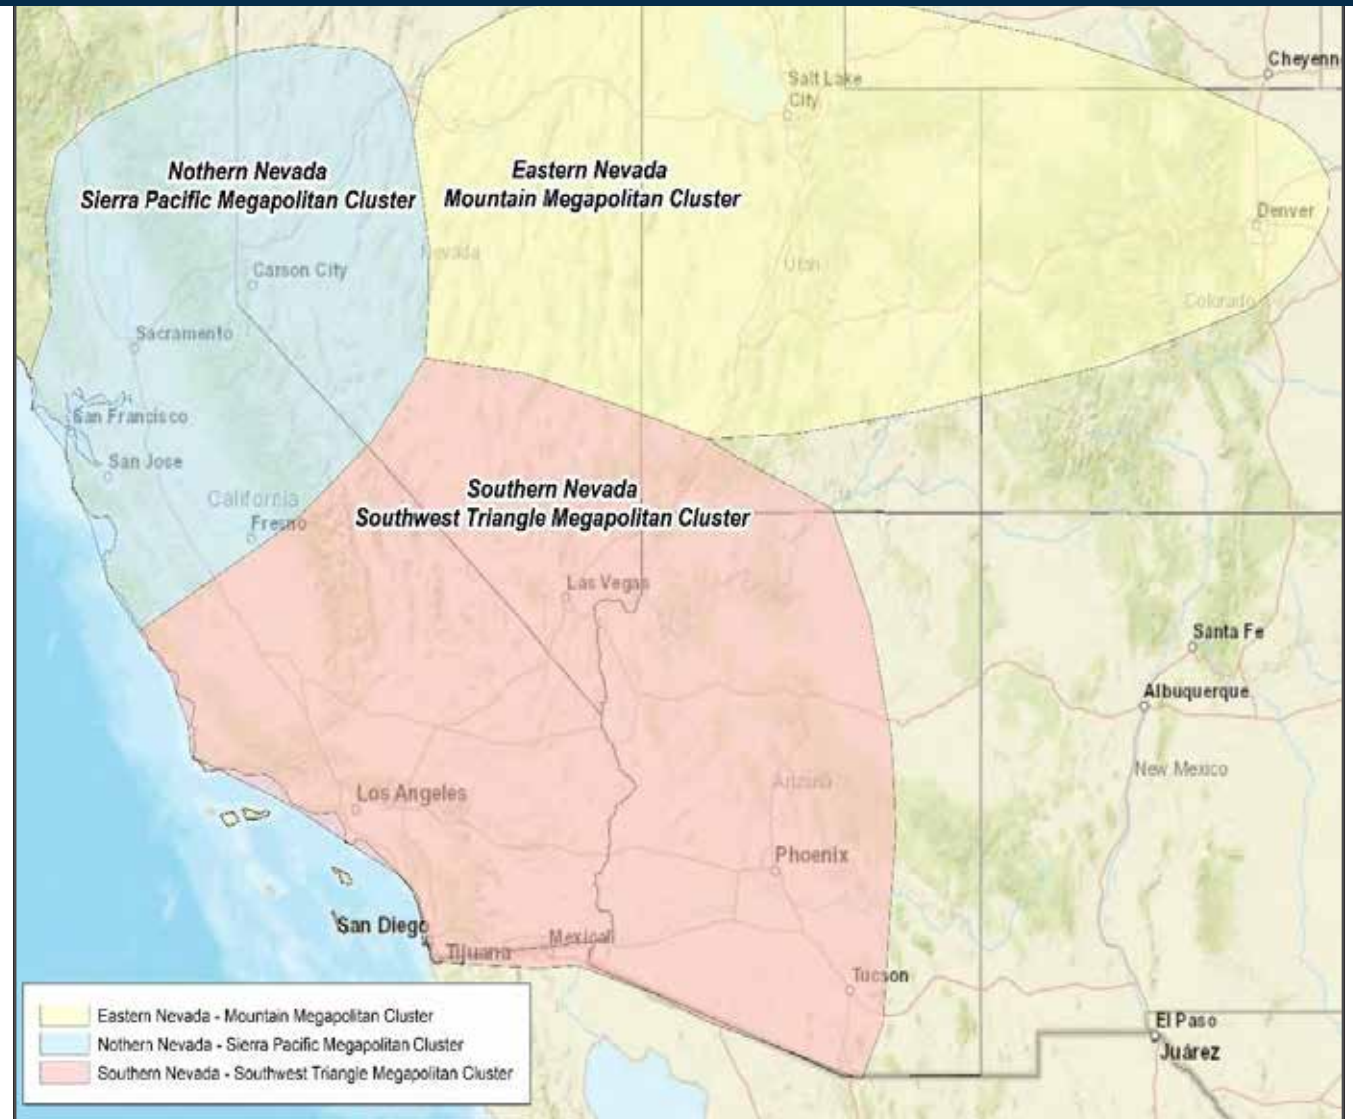 Cheyenn
Salt Lake
City
Nothern Nevada
Sierra Pacific Megapolitan Cluster
Eastern Nevada
Mountain Megapolitan Cluster
Denver
Nevada
Utah
Carson City
Colorado
Sacramento
San Francisco
San Jose
California
Fresno
Southern Nevada
Southwest Triangle Megapolitan Cluster
Las Vegas
Santa Fe
Albuquerque
New Mexico
Arizona
Los Angeles
Phoenix
San Diego
Tijuana
Mexicali
Tucson
El Paso
Juárez
Eastern Nevada - Mountain Megapolitan Cluster
Nothern Nevada - Sierra Pacific Megapolitan Cluster
Southern Nevada - Southwest Triangle Megapolitan Cluster